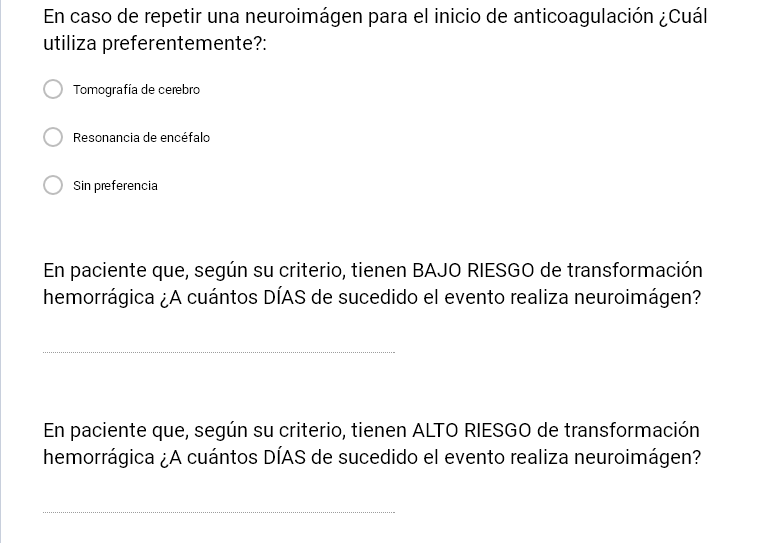 En caso de repetir una neuroimágen para el inicio de anticoagulación ¿Cuál
utiliza preferentemente?:
Tomografía de cerebro
Resonancia de encéfalo
Sin preferencia
En paciente que, según su criterio, tienen BAJO RIESGO de transformación
hemorrágica ¿A cuántos DÍAS de sucedido el evento realiza neuroimágen?
En paciente que, según su criterio, tienen ALTO RIESGO de transformación
hemorrágica ¿A cuántos DÍAS de sucedido el evento realiza neuroimágen?